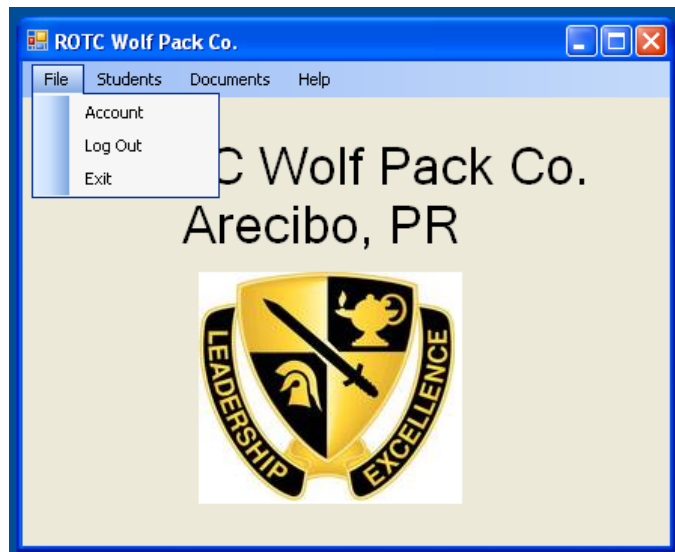 ROTC Wolf Pack Co.
File Students Documents Help
Account
Log Out
Exit
C Wolf Pack Co.
Arecibo, PR
LEADERSHIP
EXCELLENCE